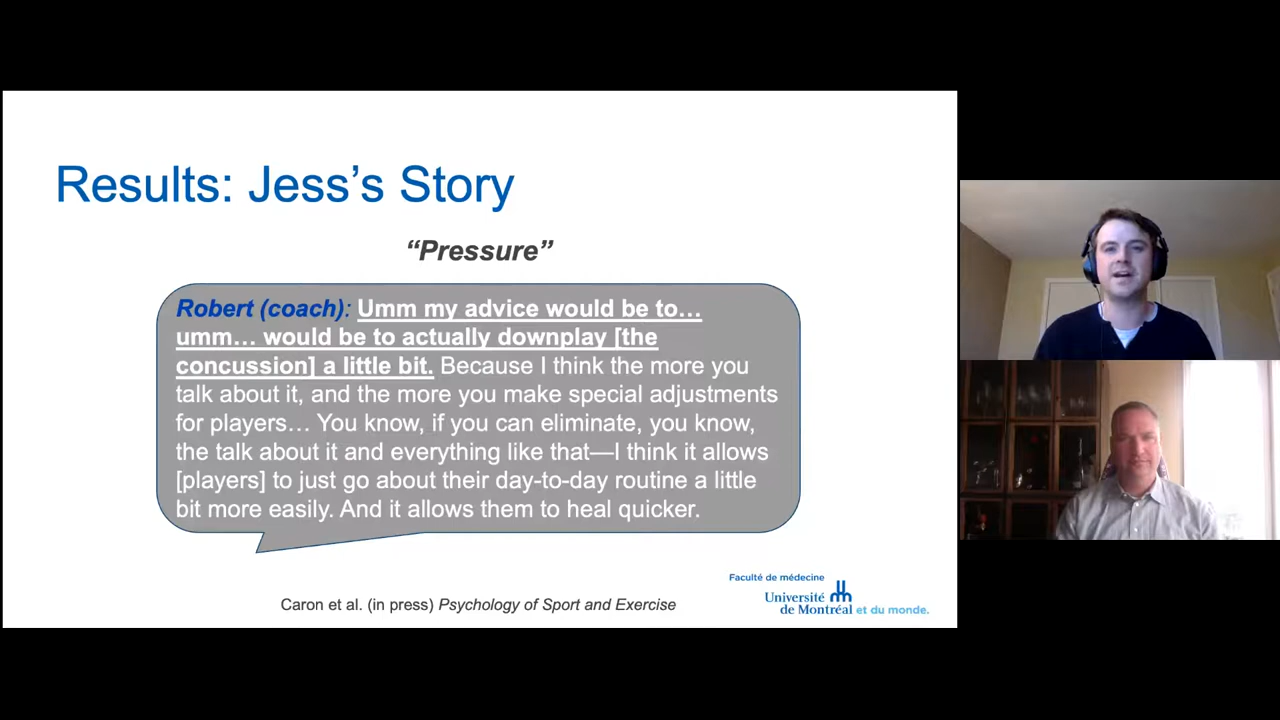 Results: Jess’s Story
“Pressure”
Robert (coach): Umm my advice would be to…
umm… would be to actually downplay [the
concussion] a little bit. Because I think the more you
talk about it, and the more you make special adjustments
for players… You know, if you can eliminate, you know,
the talk about it and everything like that—I think it allows
[players] to just go about their day-to-day routine a little
bit more easily. And it allows them to heal quicker.
Caron et al. (in press) Psychology of Sport and Exercise
Faculté de médecine
Université
de Montréal et du monde.